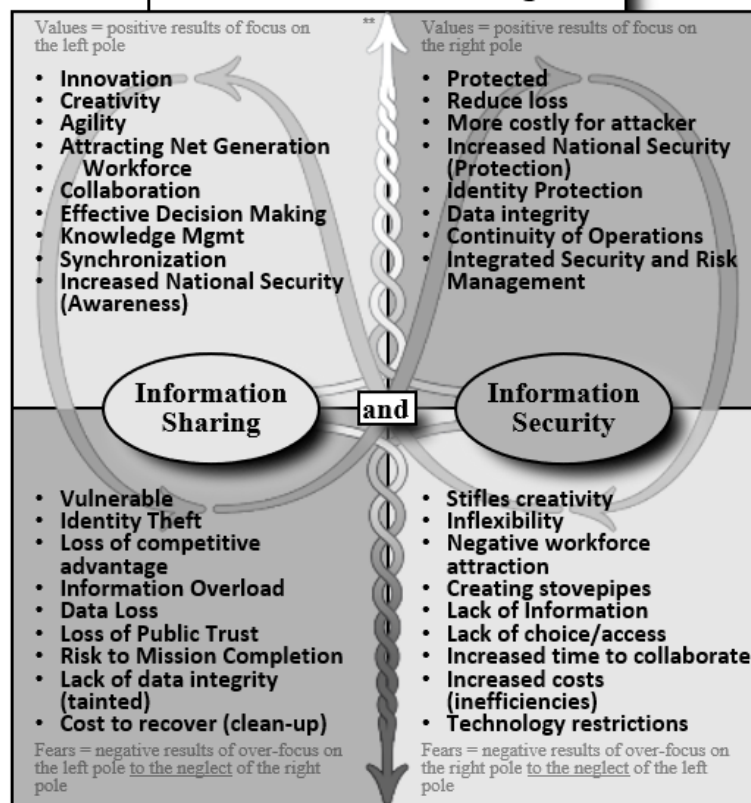 Values = positive results of focus on
the left pole
• Innovation
• Creativity
• Agility
• Attracting Net Generation
• Workforce
• Collaboration
• Effective Decision Making
• Knowledge Mgmt
• Synchronization
• Increased National Security
(Awareness)
**
Values = positive results of focus on
the right pole
• Protected
• Reduce loss
• More costly for attacker
• Increased National Security
(Protection)
• Identity Protection
• Data integrity
• Continuity of Operations
• Integrated Security and Risk
Management
Information
Sharing
and
Information
Security
• Vulnerable
• Identity Theft
• Loss of competitive
advantage
• Information Overload
• Data Loss
• Loss of Public Trust
• Risk to Mission Completion
• Lack of data integrity
(tainted)
• Cost to recover (clean-up)
Fears = negative results of over-focus on
the left pole to the neglect of the right
pole
• Stifles creativity
• Inflexibility
• Negative workforce
attraction
• Creating stovepipes
• Lack of Information
• Lack of choice/access
• Increased time to collaborate
• Increased costs
(inefficiencies)
• Technology restrictions
Fears = negative results of over-focus on
the right pole to the neglect of the left
pole